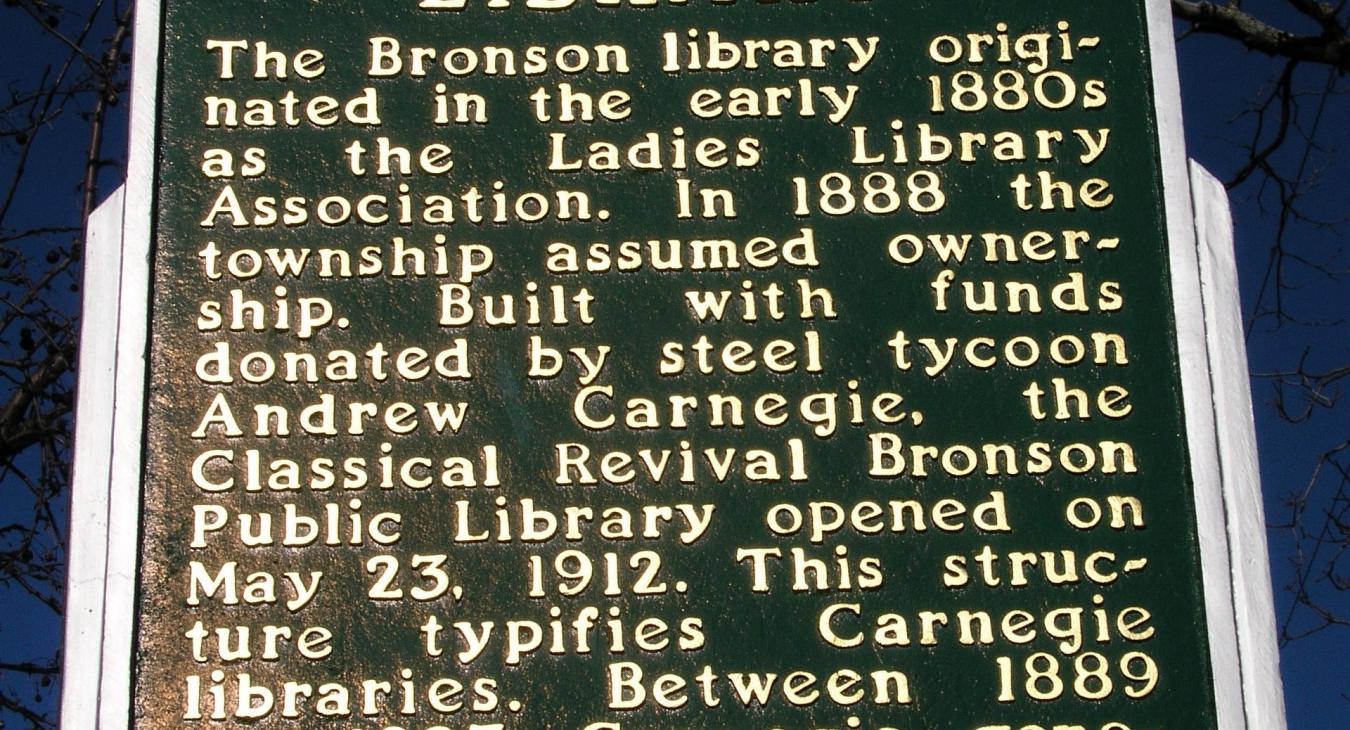 The Bronson library origi-
nated in the early 1880s
as the Ladies Library
Association. In 1888 the
township assumed owner-
ship. Built with funds
donated by steel tycoon
Andrew Carnegie, the
Classical Revival Bronson
Public Library opened on
May 23, 1912. This struc-
ture typifies Carnegie
libraries. Between 1889